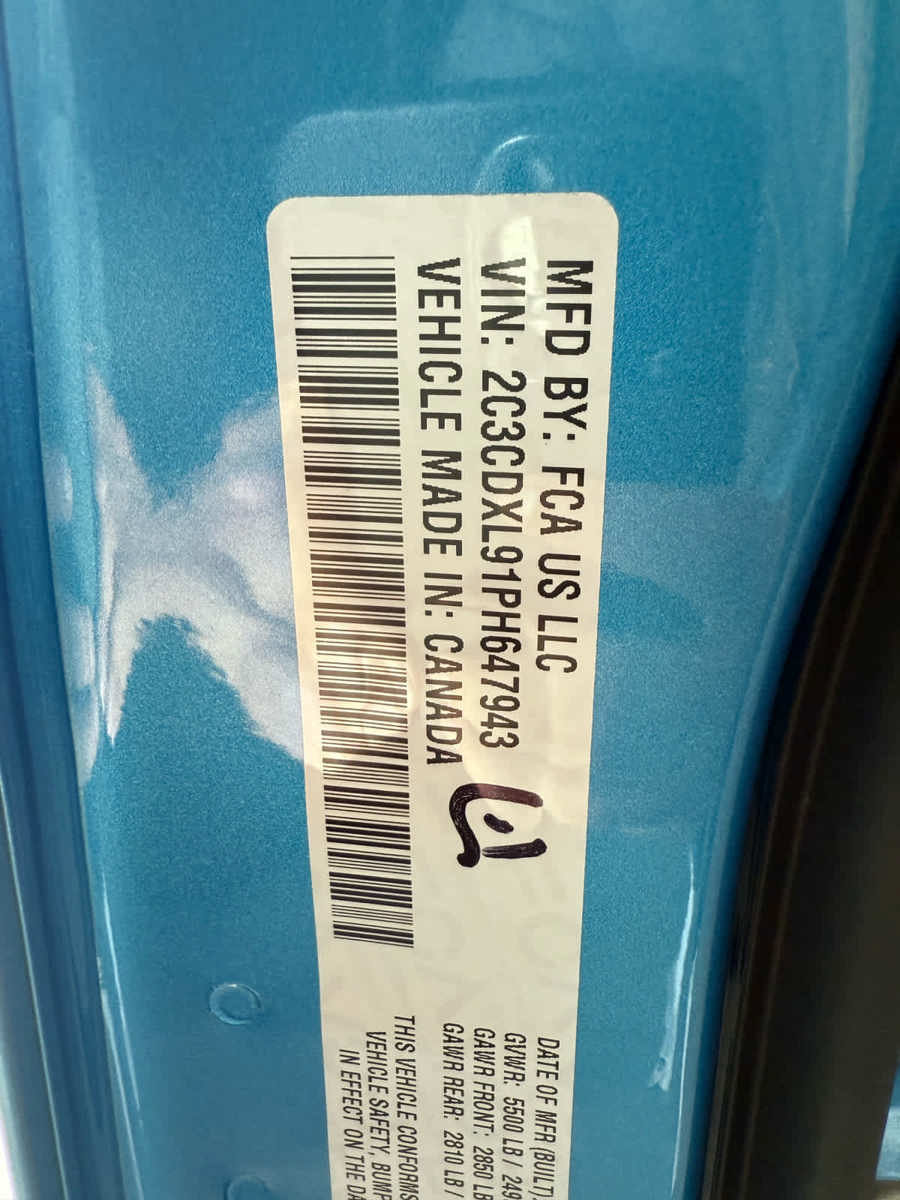 MFD BY: FCA US LLC
VIN: 2C3CDXL91PH647943
VEHICLE MADE IN: CANADA
DATE OF MFR (BUILT)
GVWR: 5500 LB / 249
GAWR FRONT: 2850 LB
GAWR REAR: 2810 LB /
THIS VEHICLE CONFORMS
VEHICLE SAFETY, BUMP
IN EFFECT ON THE DA